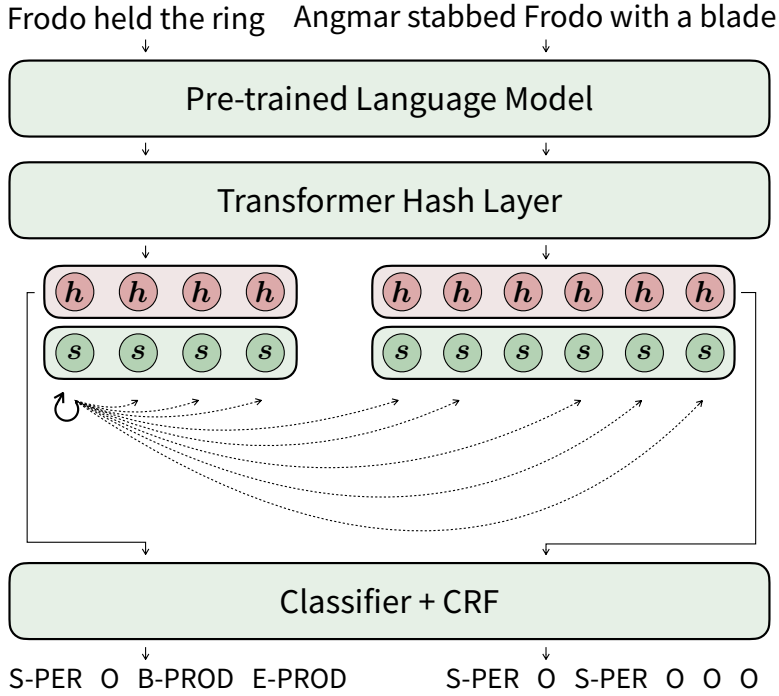 Frodo held the ring Angmar stabbed Frodo with a blade
Pre-trained Language Model
Transformer Hash Layer
h h h h h h h h h h
s s s s s s s s s s
Classifier + CRF
S-PER O B-PROD E-PROD S-PER O S-PER O O O